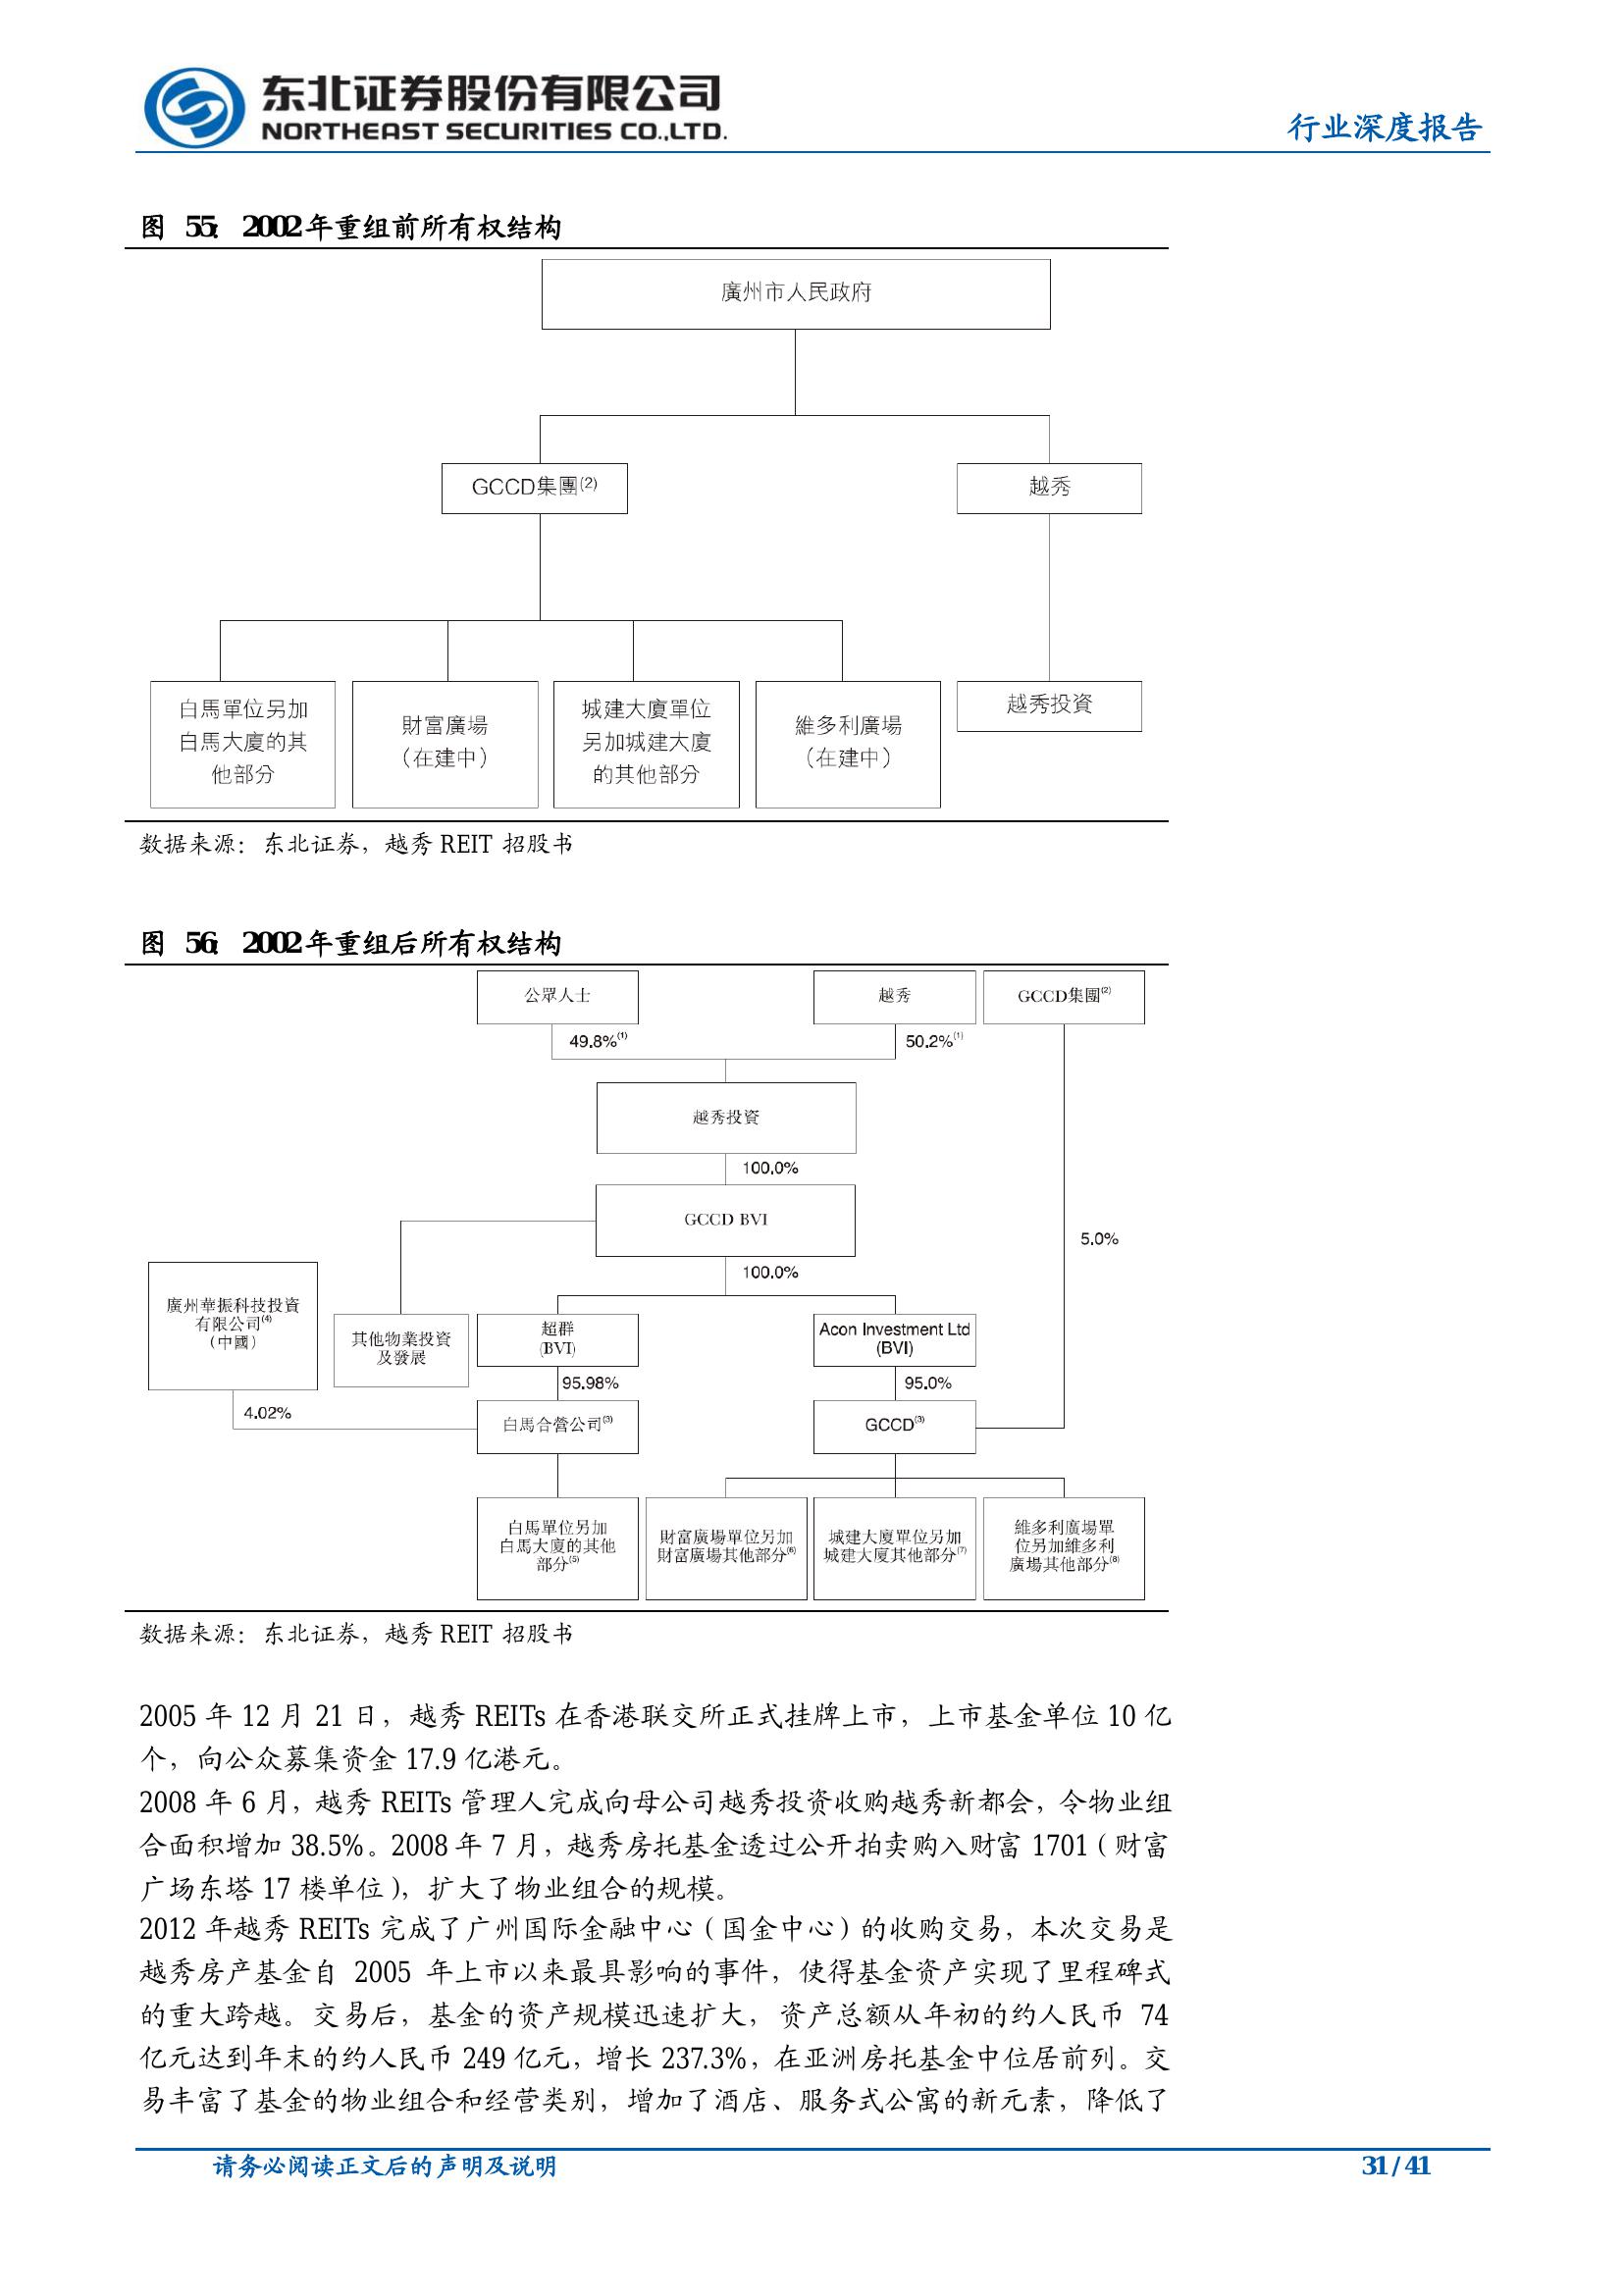 东北证券股份有限公司
NORTHEAST SECURITIES CO.,LTD.
行业深度报告
图 55: 2002年重组前所有权结构
廣州市人民政府
GCCD集團(2)
越秀
白馬單位另加
白馬大廈的其
他部分
財富廣場
（在建中）
城建大廈單位
另加城建大廈
的其他部分
維多利廣場
（在建中）
越秀投資
数据来源：东北证券，越秀 REIT 招股书
图 56: 2002年重组后所有权结构
公眾人士
越秀
GCCD集團(2)
49.8%(1)
50.2%(1)
越秀投資
100.0%
GCCD BVI
5.0%
100.0%
廣州華振科技投資
有限公司(4)
（中國）
其他物業投資
及發展
超群
(BVI)
Acon Investment Ltd
(BVI)
95.98%
95.0%
4.02%
白馬合營公司(3)
GCCD(3)
白馬單位另加
白馬大廈的其他
部分(5)
財富廣場單位另加
財富廣場其他部分(6)
城建大廈單位另加
城建大廈其他部分(7)
維多利廣場單
位另加維多利
廣場其他部分(8)
数据来源：东北证券，越秀 REIT 招股书
2005 年 12 月 21 日，越秀 REITs 在香港联交所正式挂牌上市，上市基金单位 10 亿
个，向公众募集资金 17.9 亿港元。
2008 年 6 月，越秀 REITs 管理人完成向母公司越秀投资收购越秀新都会，令物业组
合面积增加 38.5%。2008 年 7 月，越秀房托基金透过公开拍卖购入财富 1701（财富
广场东塔 17 楼单位），扩大了物业组合的规模。
2012 年越秀 REITs 完成了广州国际金融中心（国金中心）的收购交易，本次交易是
越秀房产基金自 2005 年上市以来最具影响的事件，使得基金资产实现了里程碑式
的重大跨越。交易后，基金的资产规模迅速扩大，资产总额从年初的约人民币 74
亿元达到年末的约人民币 249 亿元，增长 237.3%，在亚洲房托基金中位居前列。交
易丰富了基金的物业组合和经营类别，增加了酒店、服务式公寓的新元素，降低了
请务必阅读正文后的声明及说明
31 / 41